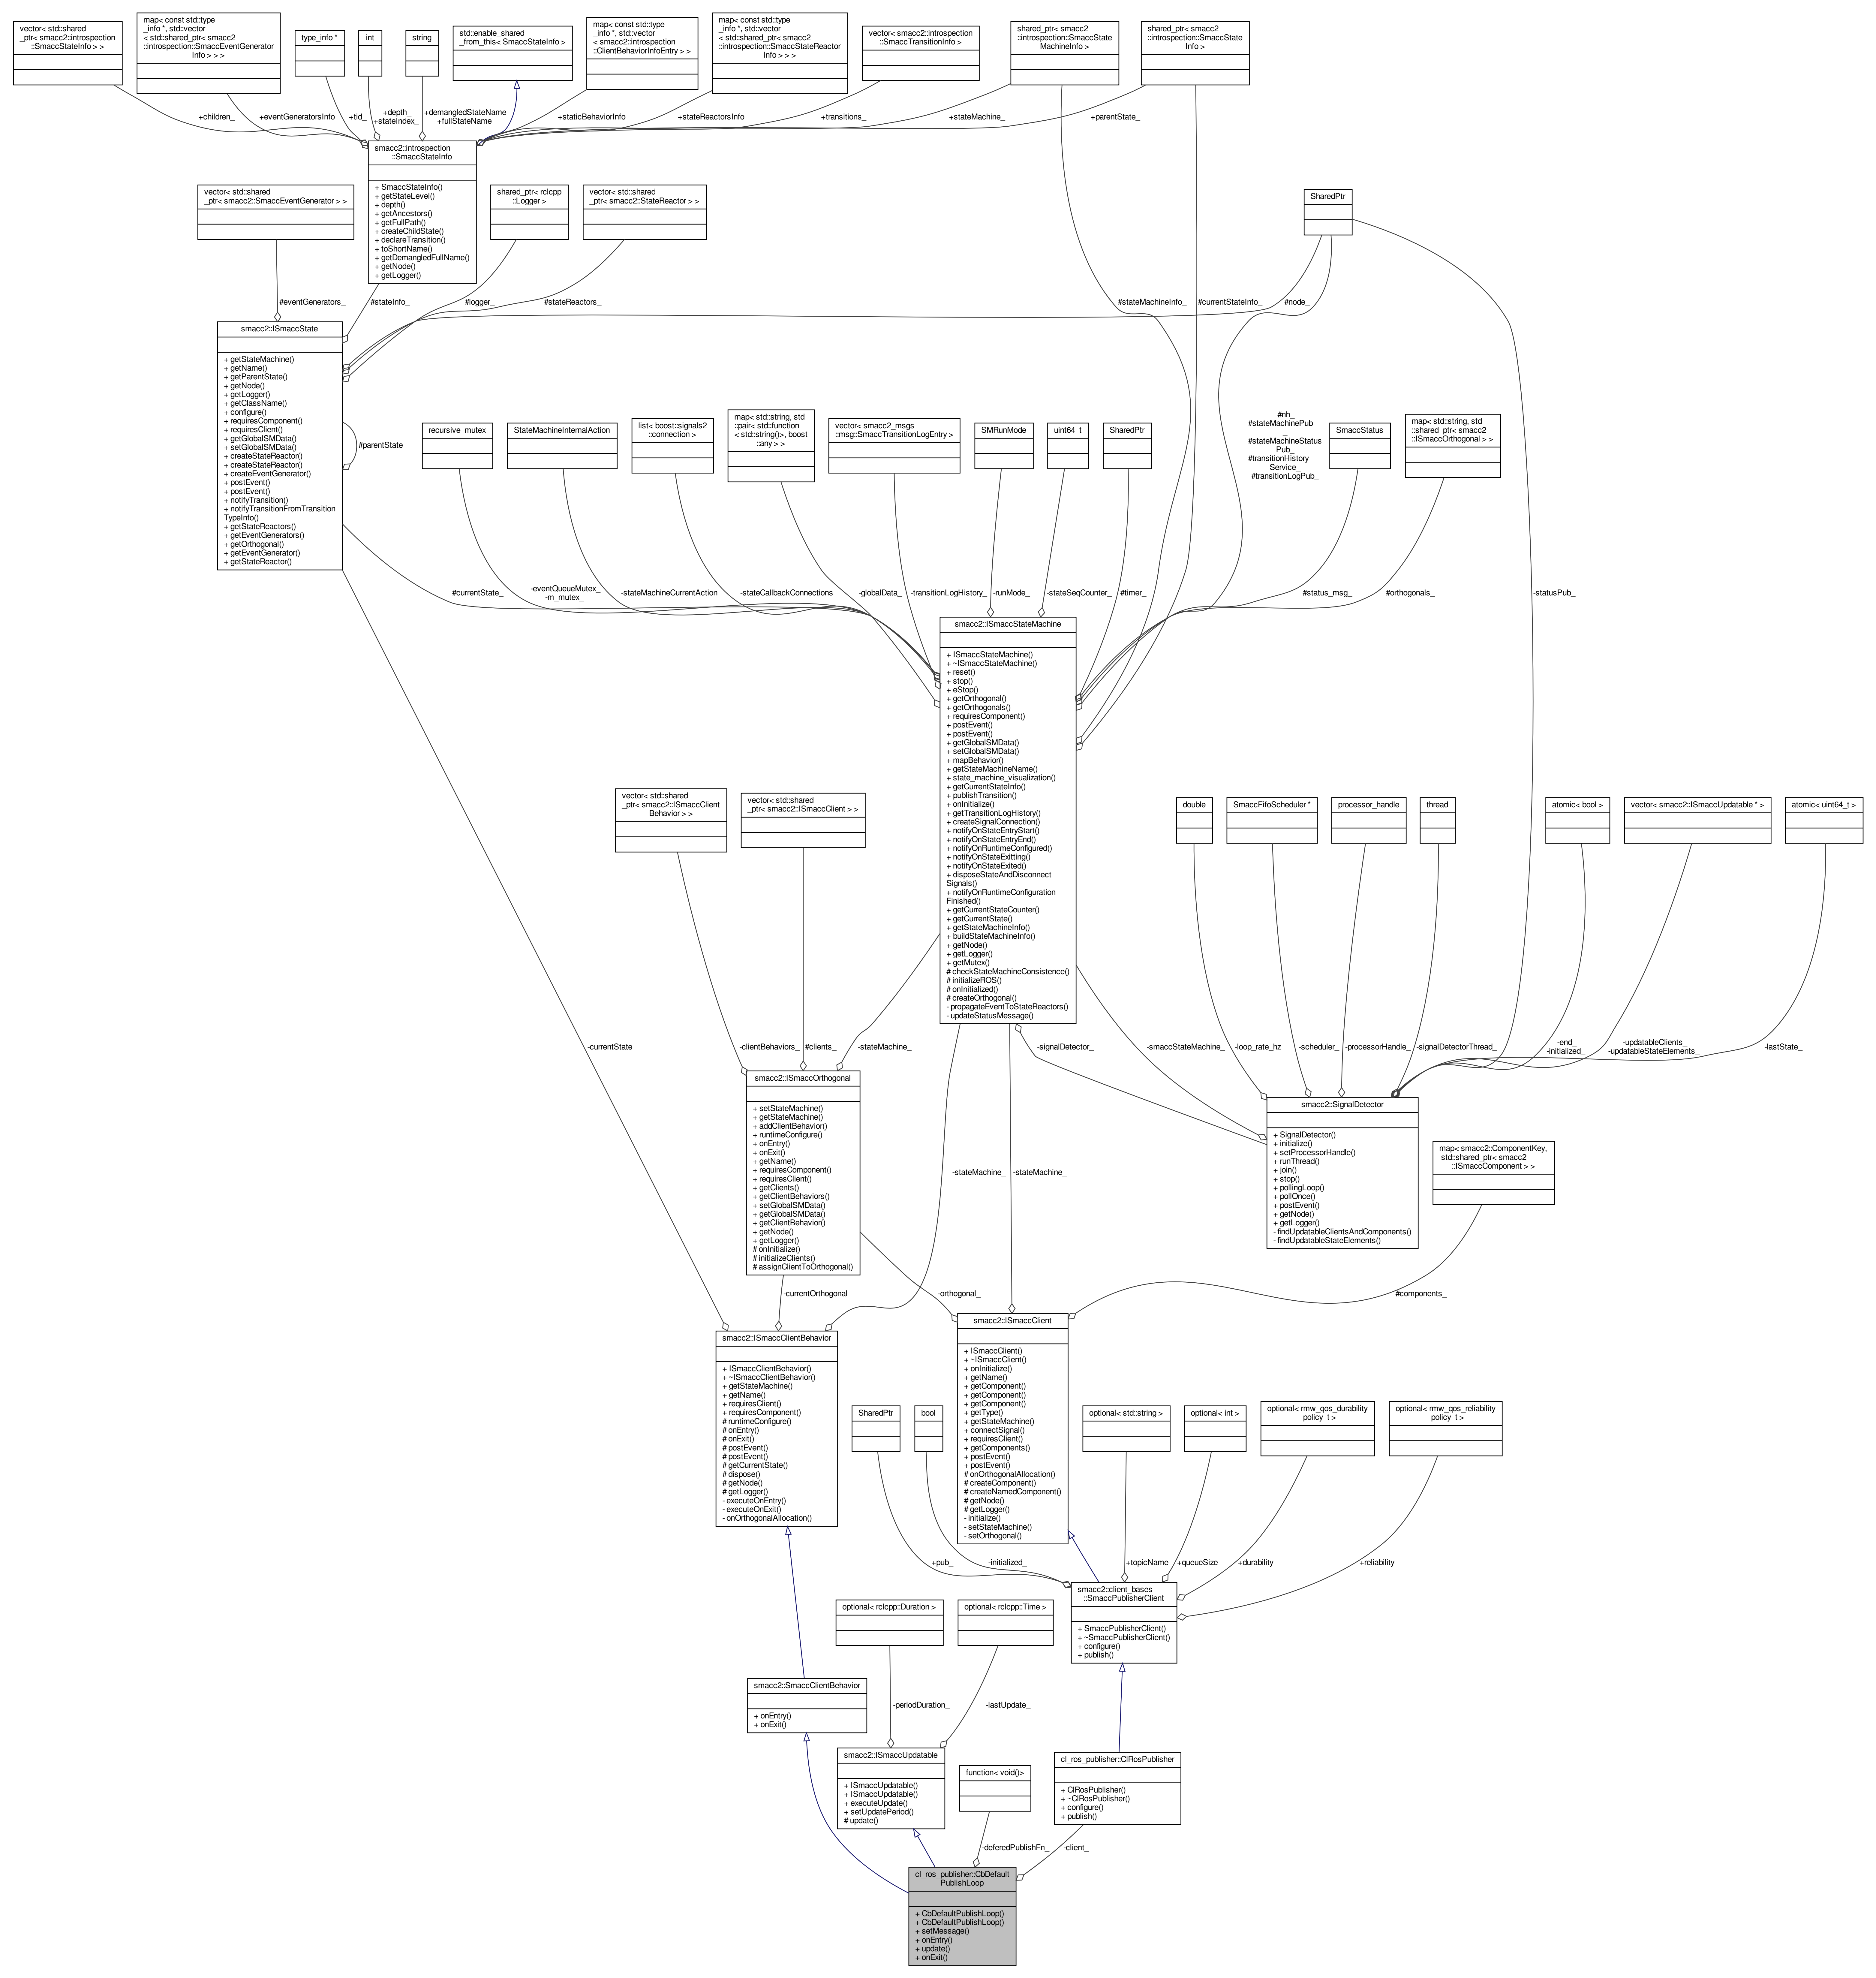 vector< std::shared
_ptr< smacc2::introspection
::SmaccStateInfo > >
map< const std::type
_info *, std::vector
< std::shared_ptr< smacc2
::introspection::SmaccEventGenerator
Info > > >
type_info *
int
string
std::enable_shared
_from_this< SmaccStateInfo >
map< const std::type
_info *, std::vector
< smacc2::introspection
::ClientBehaviorInfoEntry > >
map< const std::type
_info *, std::vector
< std::shared_ptr< smacc2
::introspection::SmaccStateReactor
Info > > >
vector< smacc2::introspection
::SmaccTransitionInfo >
shared_ptr< smacc2
::introspection::SmaccState
MachineInfo >
shared_ptr< smacc2
::introspection::SmaccState
Info >
+children_
+eventGeneratorsInfo
+tid_
+depth_
+stateIndex_
+demangledStateName
+fullStateName
+staticBehaviorInfo
+stateReactorsInfo
+transitions_
+stateMachine_
+parentState_
smacc2::introspection
::SmaccStateInfo
+ SmaccStateInfo()
+ getStateLevel()
+ depth()
+ getAncestors()
+ getFullPath()
+ createChildState()
+ declareTransition()
+ toShortName()
+ getDemangledFullName()
+ getNode()
+ getLogger()
vector< std::shared
_ptr< smacc2::SmaccEventGenerator > >
shared_ptr< rclcpp
::Logger >
vector< std::shared
_ptr< smacc2::StateReactor > >
SharedPtr
#eventGenerators_
#stateInfo_
#logger_
#stateReactors_
#stateMachineInfo_
#currentStateInfo_
#node_
smacc2::ISmaccState
+ getStateMachine()
+ getName()
+ getParentState()
+ getNode()
+ getLogger()
+ getClassName()
+ configure()
+ requiresComponent()
+ requiresClient()
+ getGlobalSMData()
+ setGlobalSMData()
+ createStateReactor()
+ createStateReactor()
+ createEventGenerator()
+ postEvent()
+ postEvent()
+ notifyTransition()
+ notifyTransitionFromTransition
TypeInfo()
+ getStateReactors()
+ getEventGenerators()
+ getOrthogonal()
+ getEventGenerator()
+ getStateReactor()
#parentState_
recursive_mutex
StateMachineInternalAction
list< boost::signals2
::connection >
map< std::string, std
::pair< std::function
< std::string()>, boost
::any > >
vector< smacc2_msgs
::msg::SmaccTransitionLogEntry >
SMRunMode
uint64_t
SharedPtr
#nh_
#stateMachinePub
_
#stateMachineStatus
Pub_
#transitionHistory
Service_
#transitionLogPub_
SmaccStatus
map< std::string, std
::shared_ptr< smacc2
::ISmaccOrthogonal > >
#currentState_
-eventQueueMutex_
-m_mutex_
-stateMachineCurrentAction
-stateCallbackConnections
-globalData_
-transitionLogHistory_
-runMode_
-stateSeqCounter_
#timer_
#status_msg_
#orthogonals_
-statusPub_
smacc2::ISmaccStateMachine
+ ISmaccStateMachine()
+ ~ISmaccStateMachine()
+ reset()
+ stop()
+ eStop()
+ getOrthogonal()
+ getOrthogonals()
+ requiresComponent()
+ postEvent()
+ postEvent()
+ getGlobalSMData()
+ setGlobalSMData()
+ mapBehavior()
+ getStateMachineName()
+ state_machine_visualization()
+ getCurrentStateInfo()
+ publishTransition()
+ onInitialize()
+ getTransitionLogHistory()
+ createSignalConnection()
+ notifyOnStateEntryStart()
+ notifyOnStateEntryEnd()
+ notifyOnRuntimeConfigured()
+ notifyOnStateExitting()
+ notifyOnStateExited()
+ disposeStateAndDisconnect
Signals()
+ notifyOnRuntimeConfiguration
Finished()
+ getCurrentStateCounter()
+ getCurrentState()
+ getStateMachineInfo()
+ buildStateMachineInfo()
+ getNode()
+ getLogger()
+ getMutex()
# checkStateMachineConsistence()
# initializeROS()
# onInitialized()
# createOrthogonal()
- propagateEventToStateReactors()
- updateStatusMessage()
vector< std::shared
_ptr< smacc2::ISmaccClient
Behavior > >
vector< std::shared
_ptr< smacc2::ISmaccClient > >
double
SmaccFifoScheduler *
processor_handle
thread
atomic< bool >
vector< smacc2::ISmaccUpdatable * >
atomic< uint64_t >
-currentState
-clientBehaviors_
#clients_
-stateMachine_
-signalDetector_
-smaccStateMachine_
-loop_rate_hz
-scheduler_
-processorHandle_
-signalDetectorThread_
-end_
-initialized_
-updatableClients_
-updatableStateElements_
-lastState_
smacc2::ISmaccOrthogonal
+ setStateMachine()
+ getStateMachine()
+ addClientBehavior()
+ runtimeConfigure()
+ onEntry()
+ onExit()
+ getName()
+ requiresComponent()
+ requiresClient()
+ getClients()
+ getClientBehaviors()
+ setGlobalSMData()
+ getGlobalSMData()
+ getClientBehavior()
+ getNode()
+ getLogger()
# onInitialize()
# initializeClients()
# assignClientToOrthogonal()
smacc2::SignalDetector
+ SignalDetector()
+ initialize()
+ setProcessorHandle()
+ runThread()
+ join()
+ stop()
+ pollingLoop()
+ pollOnce()
+ postEvent()
+ getNode()
+ getLogger()
- findUpdatableClientsAndComponents()
- findUpdatableStateElements()
map< smacc2::ComponentKey,
std::shared_ptr< smacc2
::ISmaccComponent > >
-stateMachine_
-stateMachine_
-currentOrthogonal
-orthogonal_
#components_
smacc2::ISmaccClientBehavior
+ ISmaccClientBehavior()
+ ~ISmaccClientBehavior()
+ getStateMachine()
+ getName()
+ requiresClient()
+ requiresComponent()
# runtimeConfigure()
# onEntry()
# onExit()
# postEvent()
# postEvent()
# getCurrentState()
# dispose()
# getNode()
# getLogger()
- executeOnEntry()
- executeOnExit()
- onOrthogonalAllocation()
smacc2::ISmaccClient
+ ISmaccClient()
+ ~ISmaccClient()
+ onInitialize()
+ getName()
+ getComponent()
+ getComponent()
+ getComponent()
+ getType()
+ getStateMachine()
+ connectSignal()
+ requiresClient()
+ getComponents()
+ postEvent()
+ postEvent()
# onOrthogonalAllocation()
# createComponent()
# createNamedComponent()
# getNode()
# getLogger()
- initialize()
- setStateMachine()
- setOrthogonal()
SharedPtr
bool
optional< std::string >
optional< int >
optional< rmw_qos_durability
_policy_t >
optional< rmw_qos_reliability
_policy_t >
+pub_
-initialized_
+topicName
+queueSize
+durability
+reliability
smacc2::client_bases
::SmaccPublisherClient
+ SmaccPublisherClient()
+ ~SmaccPublisherClient()
+ configure()
+ publish()
optional< rclcpp::Duration >
optional< rclcpp::Time >
smacc2::SmaccClientBehavior
+ onEntry()
+ onExit()
-periodDuration_
-lastUpdate_
smacc2::ISmaccUpdatable
+ ISmaccUpdatable()
+ ISmaccUpdatable()
+ executeUpdate()
+ setUpdatePeriod()
# update()
function< void()>
cl_ros_publisher::ClRosPublisher
+ ClRosPublisher()
+ ~ClRosPublisher()
+ configure()
+ publish()
-deferedPublishFn_
-client_
cl_ros_publisher::CbDefault
PublishLoop
+ CbDefaultPublishLoop()
+ CbDefaultPublishLoop()
+ setMessage()
+ onEntry()
+ update()
+ onExit()